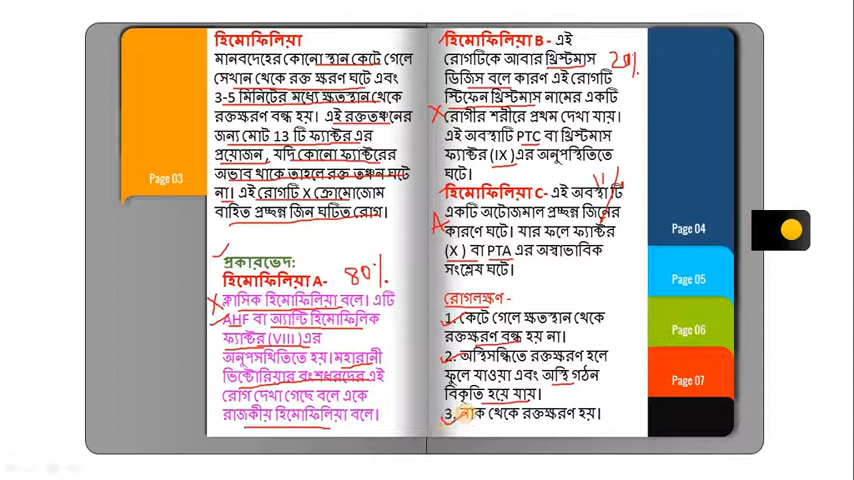 হিমোফিলিয়া
মানবদেহের কোনো স্থান কেটে গেলে
সেখান থেকে রক্ত ক্ষরণ ঘটে এবং
3-5 মিনিটের মধ্যে ক্ষতস্থান থেকে
রক্তক্ষরণ বন্ধ হয়। এই রক্ততঞ্চনের
জন্য মোট 13 টি ফ্যাক্টর এর
প্রয়োজন, যদি কোনো ফ্যাক্টরের
অভাব থাকে তাহলে রক্ত তঞ্চন ঘটে
না। এই রোগটি X ক্রোমোজোম
বাহিত প্রচ্ছন্ন জিন ঘটিত রোগ।
প্রকারভেদ:
হিমোফিলিয়া A- 80%
X ক্লাসিক হিমোফিলিয়া বলে। এটি
AHF বা অ্যান্টি হিমোফিলিক
ফ্যাক্টর (VIII) এর
অনুপসথিতিতে হয়। মহারানী
ভিক্টোরিয়ার বংশধরদের এই
রোগ দেখা গেছে বলে একে
রাজকীয় হিমোফিলিয়া বলে।
Page 03
হিমোফিলিয়া B - এই
রোগটিকে আবার খ্রিস্টমাস 20%
ডিজিস বলে কারণ এই রোগটি
স্টিফেন খ্রিস্টমাস নামের একটি
X রোগীর শরীরে প্রথম দেখা যায়।
এই অবস্থাটি PTC বা খ্রিস্টমাস
ফ্যাক্টর (IX) এর অনুপস্থিতিতে
ঘটে।
হিমোফিলিয়া C- এই অবস্থাটি
A একটি অটোজমাল প্রচ্ছন্ন জিনের
কারণে ঘটে। যার ফলে ফ্যাক্টর
(X ) বা PTA এর অস্বাভাবিক
সংশ্লেষ ঘটে।
রোগলক্ষণ -
1. কেটে গেলে ক্ষতস্থান থেকে
রক্তক্ষরণ বন্ধ হয় না।
2. অস্থিসন্ধিতে রক্তক্ষরণ হলে
ফুলে যাওয়া এবং অস্থি গঠন
বিকৃতি হয়ে যায়।
3. নাক থেকে রক্তক্ষরণ হয়।
Page 04
Page 05
Page 06
Page 07